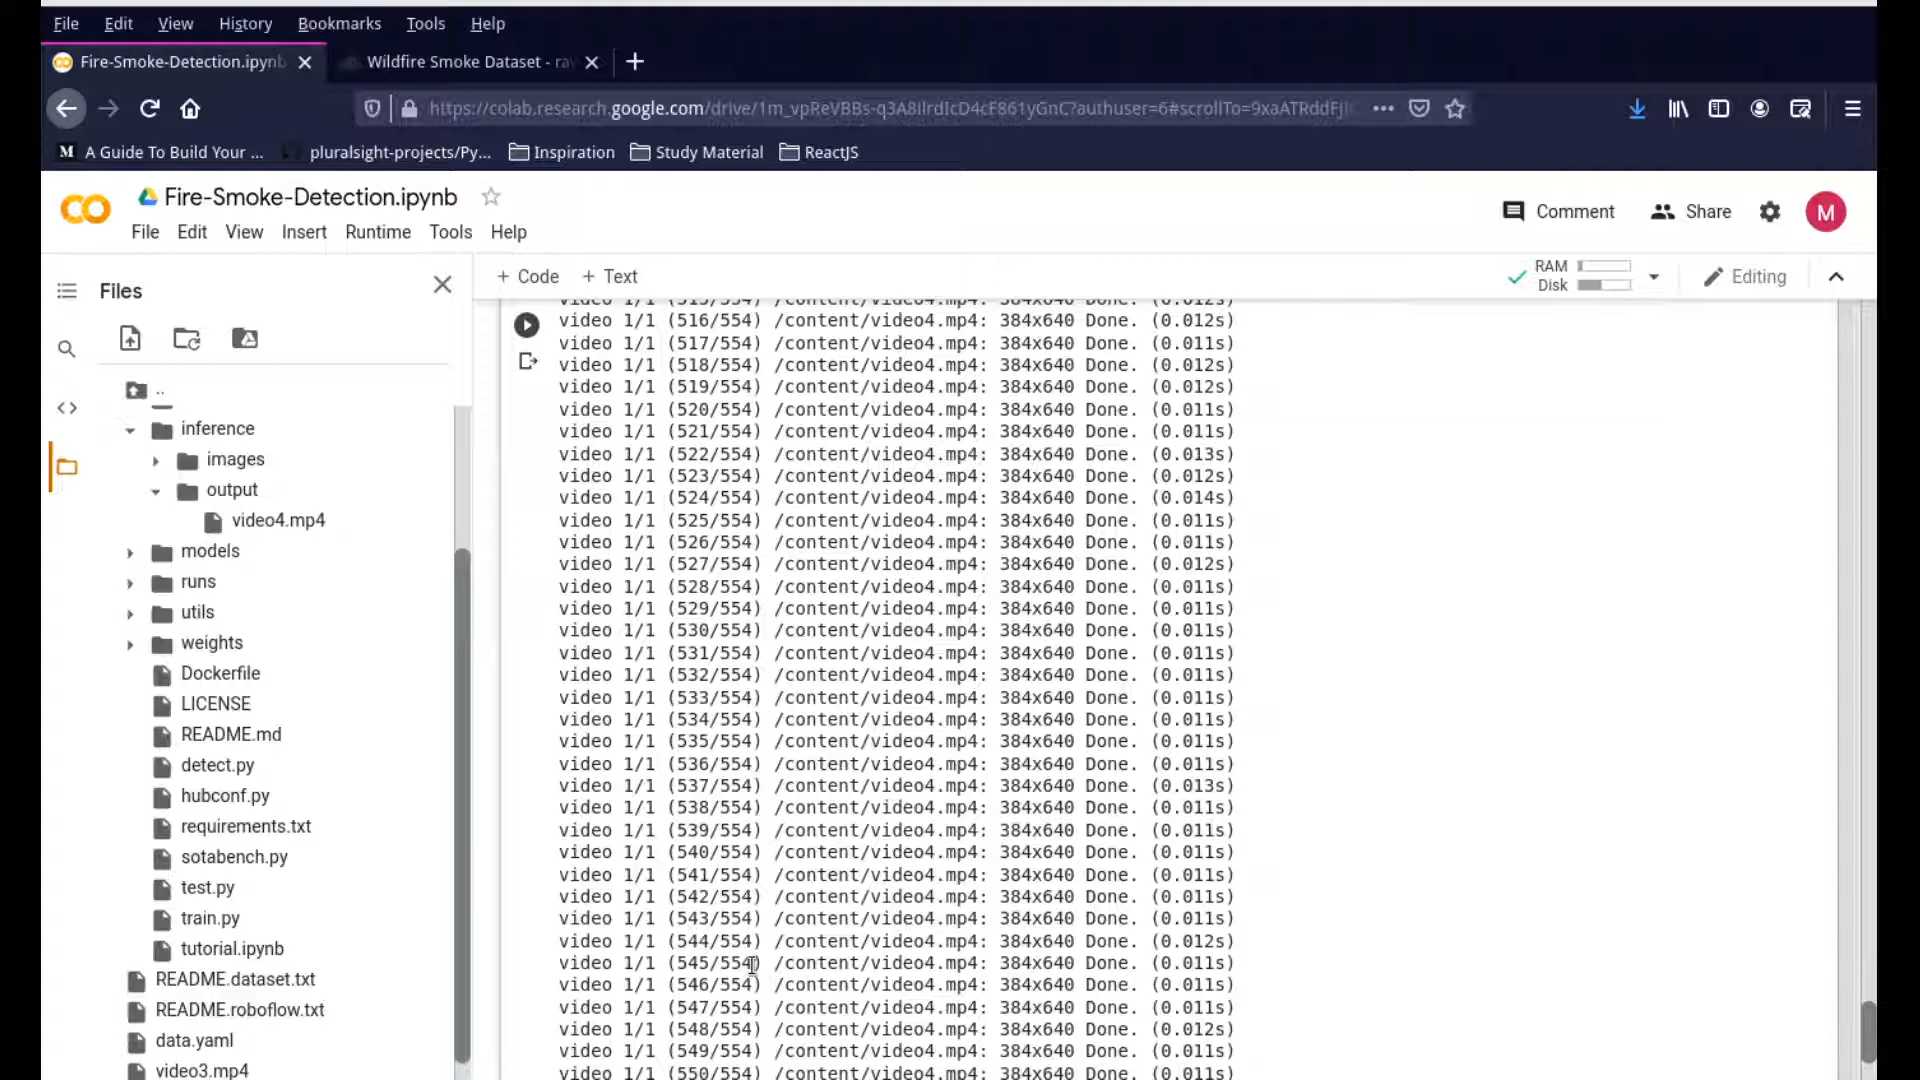 File Edit View History Bookmarks Tools Help
Fire-Smoke-Detection.ipynb
Wildfire Smoke Dataset - ra
https://colab.research.google.com/drive/
A Guide To Build Your ... pluralsight-projects/Py... Inspiration Study Material ReactJS
Fire-Smoke-Detection.ipynb
Comment Share M
File Edit View Insert Runtime Tools Help
Files
+ Code + Text
RAM
Disk
Editing
..
inference
images
output
video4.mp4
models
runs
utils
weights
Dockerfile
LICENSE
README.md
detect.py
hubconf.py
requirements.txt
sotabench.py
test.py
train.py
tutorial.ipynb
README.dataset.txt
README.roboflow.txt
data.yaml
video3.mp4
video 1/1 (515/554) /content/video4.mp4: 384x640 Done. (0.012s)
video 1/1 (516/554) /content/video4.mp4: 384x640 Done. (0.012s)
video 1/1 (517/554) /content/video4.mp4: 384x640 Done. (0.011s)
video 1/1 (518/554) /content/video4.mp4: 384x640 Done. (0.012s)
video 1/1 (519/554) /content/video4.mp4: 384x640 Done. (0.012s)
video 1/1 (520/554) /content/video4.mp4: 384x640 Done. (0.011s)
video 1/1 (521/554) /content/video4.mp4: 384x640 Done. (0.011s)
video 1/1 (522/554) /content/video4.mp4: 384x640 Done. (0.013s)
video 1/1 (523/554) /content/video4.mp4: 384x640 Done. (0.012s)
video 1/1 (524/554) /content/video4.mp4: 384x640 Done. (0.014s)
video 1/1 (525/554) /content/video4.mp4: 384x640 Done. (0.011s)
video 1/1 (526/554) /content/video4.mp4: 384x640 Done. (0.011s)
video 1/1 (527/554) /content/video4.mp4: 384x640 Done. (0.012s)
video 1/1 (528/554) /content/video4.mp4: 384x640 Done. (0.011s)
video 1/1 (529/554) /content/video4.mp4: 384x640 Done. (0.011s)
video 1/1 (530/554) /content/video4.mp4: 384x640 Done. (0.011s)
video 1/1 (531/554) /content/video4.mp4: 384x640 Done. (0.011s)
video 1/1 (532/554) /content/video4.mp4: 384x640 Done. (0.011s)
video 1/1 (533/554) /content/video4.mp4: 384x640 Done. (0.011s)
video 1/1 (534/554) /content/video4.mp4: 384x640 Done. (0.011s)
video 1/1 (535/554) /content/video4.mp4: 384x640 Done. (0.011s)
video 1/1 (536/554) /content/video4.mp4: 384x640 Done. (0.011s)
video 1/1 (537/554) /content/video4.mp4: 384x640 Done. (0.013s)
video 1/1 (538/554) /content/video4.mp4: 384x640 Done. (0.011s)
video 1/1 (539/554) /content/video4.mp4: 384x640 Done. (0.011s)
video 1/1 (540/554) /content/video4.mp4: 384x640 Done. (0.011s)
video 1/1 (541/554) /content/video4.mp4: 384x640 Done. (0.011s)
video 1/1 (542/554) /content/video4.mp4: 384x640 Done. (0.011s)
video 1/1 (543/554) /content/video4.mp4: 384x640 Done. (0.011s)
video 1/1 (544/554) /content/video4.mp4: 384x640 Done. (0.012s)
video 1/1 (545/554) /content/video4.mp4: 384x640 Done. (0.011s)
video 1/1 (546/554) /content/video4.mp4: 384x640 Done. (0.011s)
video 1/1 (547/554) /content/video4.mp4: 384x640 Done. (0.011s)
video 1/1 (548/554) /content/video4.mp4: 384x640 Done. (0.012s)
video 1/1 (549/554) /content/video4.mp4: 384x640 Done. (0.011s)
video 1/1 (550/554) /content/video4.mp4: 384x640 Done. (0.011s)